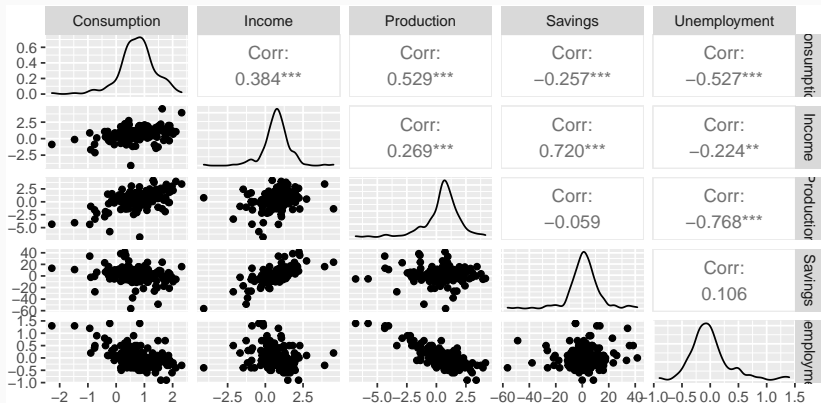 Consumption Income Production Savings Unemployment
0.6
0.4
0.2
0.0
Corr:
0.384***
Corr:
0.529***
Corr:
−0.257***
Corr:
−0.527***
onsumptio
2.5
0.0
−2.5
Corr:
0.269***
Corr:
0.720***
Corr:
−0.224**
Income
2.5
0.0
−2.5
−5.0
Corr:
−0.059
Corr:
−0.768***
Production
40
20
0
−20
−40
−60
Corr:
0.106
Savings
1.5
1.0
0.5
0.0
−0.5
−1.0
employme
−2 −1 0 1 2 −2.5 0.0 2.5 −5.0 −2.5 0.0 2.5 −60 −40 −20 0 20 40 −1.0 −0.5 0.0 0.5 1.0 1.5